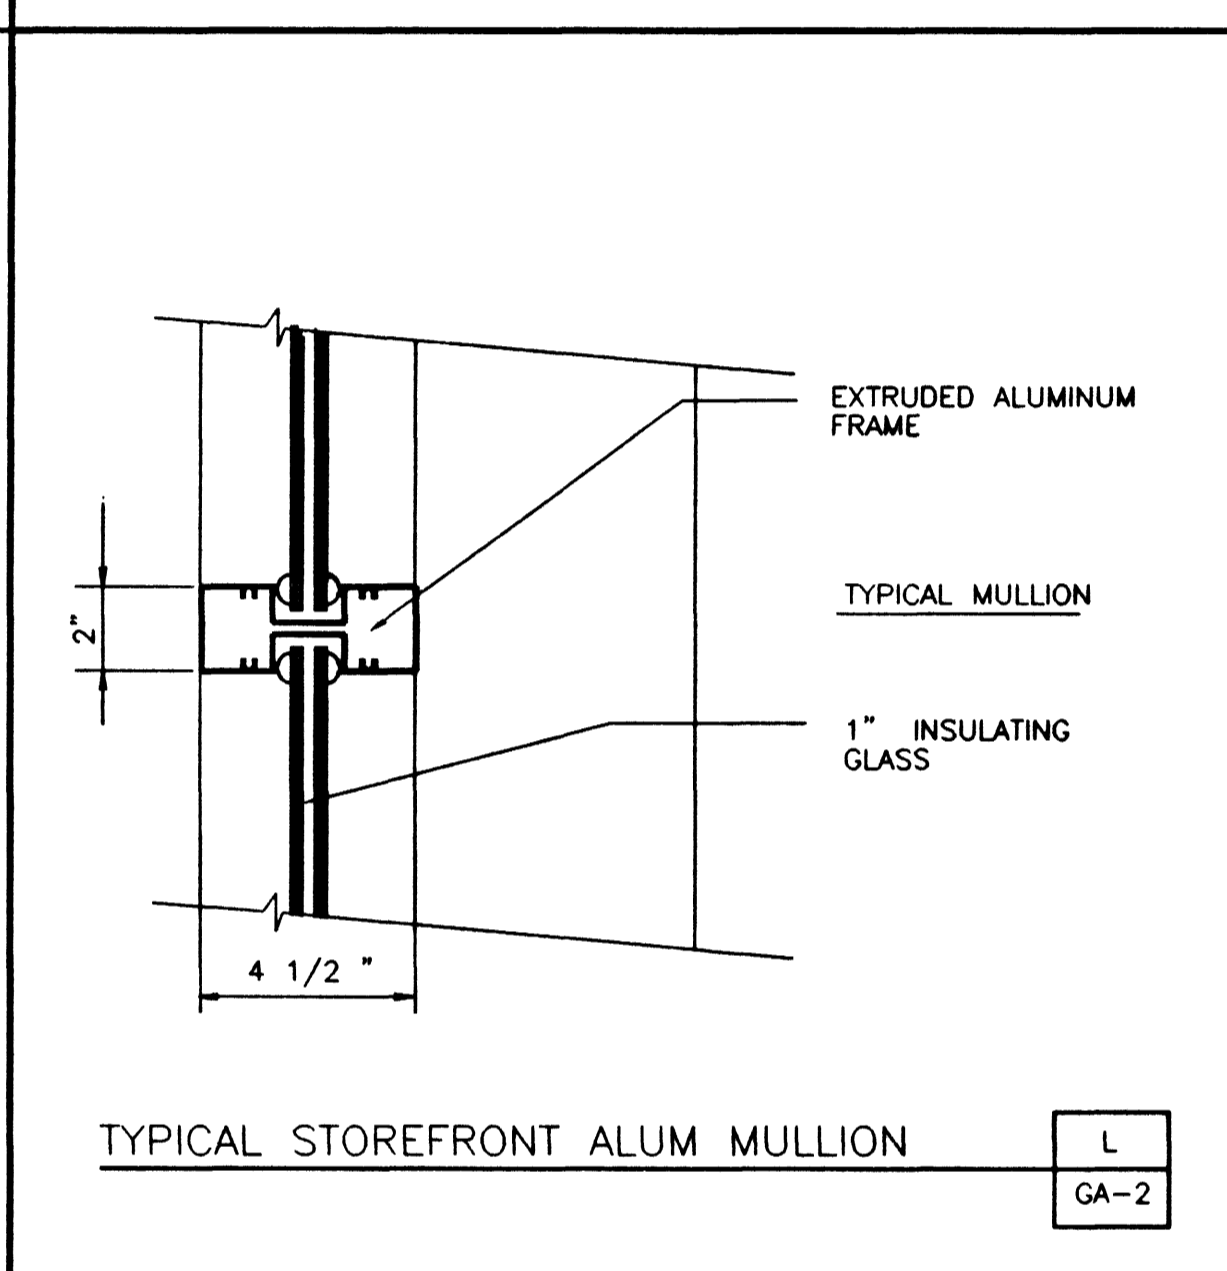 EXTRUDED ALUMINUM
FRAME
2"
TYPICAL MULLION
1" INSULATING
GLASS
4 1/2 "
TYPICAL STOREFRONT ALUM MULLION
L
GA-2